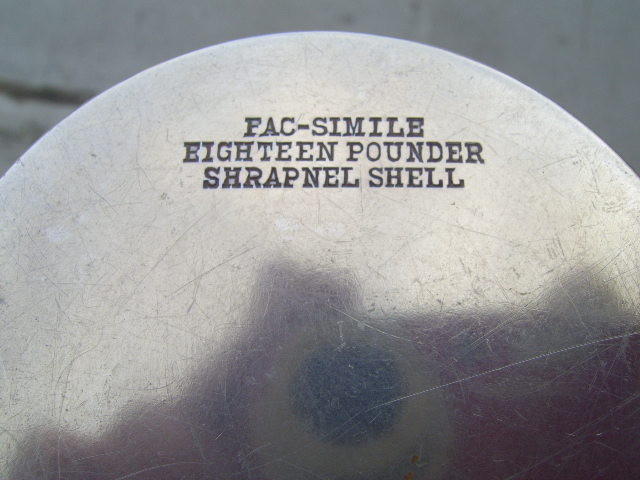 FAC-SIMILE
EIGHTEEN POUNDER
SHRAPNEL SHELL